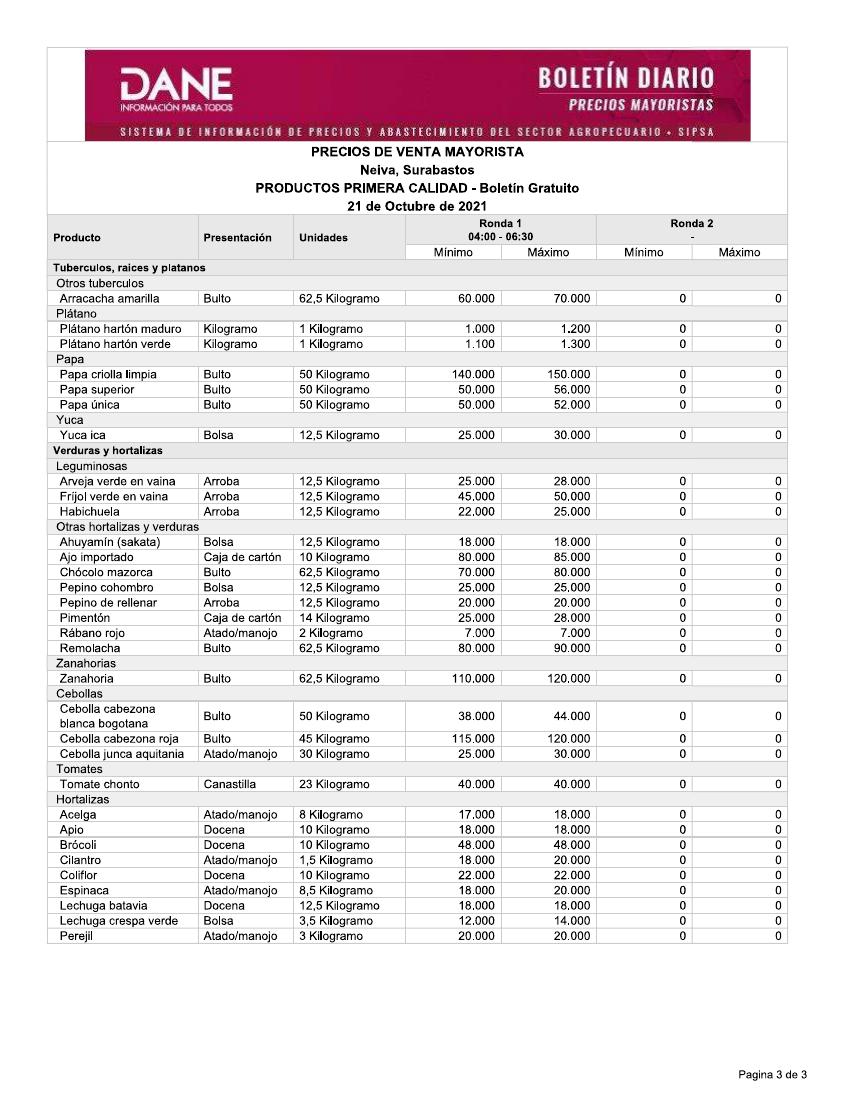 DANE
INFORMACIÓN PARA TODOS
BOLETÍN DIARIO
PRECIOS MAYORISTAS
SISTEMA DE INFORMACIÓN DE PRECIOS Y ABASTECIMIENTO DEL SECTOR AGROPECUARIO • SIPSA
PRECIOS DE VENTA MAYORISTA
Neiva, Surabastos
PRODUCTOS PRIMERA CALIDAD - Boletín Gratuito
21 de Octubre de 2021
Producto Presentación Unidades Ronda 1 04:00 - 06:30 Ronda 2 -
Mínimo Máximo Mínimo Máximo
Tuberculos, raices y platanos
Otros tuberculos
Arracacha amarilla Bulto 62,5 Kilogramo 60.000 70.000 0 0
Plátano
Plátano hartón maduro Kilogramo 1 Kilogramo 1.000 1.200 0 0
Plátano hartón verde Kilogramo 1 Kilogramo 1.100 1.300 0 0
Papa
Papa criolla limpia Bulto 50 Kilogramo 140.000 150.000 0 0
Papa superior Bulto 50 Kilogramo 50.000 56.000 0 0
Papa única Bulto 50 Kilogramo 50.000 52.000 0 0
Yuca
Yuca ica Bolsa 12,5 Kilogramo 25.000 30.000 0 0
Verduras y hortalizas
Leguminosas
Arveja verde en vaina Arroba 12,5 Kilogramo 25.000 28.000 0 0
Fríjol verde en vaina Arroba 12,5 Kilogramo 45.000 50.000 0 0
Habichuela Arroba 12,5 Kilogramo 22.000 25.000 0 0
Otras hortalizas y verduras
Ahuyamín (sakata) Bolsa 12,5 Kilogramo 18.000 18.000 0 0
Ajo importado Caja de cartón 10 Kilogramo 80.000 85.000 0 0
Chócolo mazorca Bulto 62,5 Kilogramo 70.000 80.000 0 0
Pepino cohombro Bolsa 12,5 Kilogramo 25.000 25.000 0 0
Pepino de rellenar Arroba 12,5 Kilogramo 20.000 20.000 0 0
Pimentón Caja de cartón 14 Kilogramo 25.000 28.000 0 0
Rábano rojo Atado/manojo 2 Kilogramo 7.000 7.000 0 0
Remolacha Bulto 62,5 Kilogramo 80.000 90.000 0 0
Zanahorias
Zanahoria Bulto 62,5 Kilogramo 110.000 120.000 0 0
Cebollas
Cebolla cabezona
blanca bogotana Bulto 50 Kilogramo 38.000 44.000 0 0
Cebolla cabezona roja Bulto 45 Kilogramo 115.000 120.000 0 0
Cebolla junca aquitania Atado/manojo 30 Kilogramo 25.000 30.000 0 0
Tomates
Tomate chonto Canastilla 23 Kilogramo 40.000 40.000 0 0
Hortalizas
Acelga Atado/manojo 8 Kilogramo 17.000 18.000 0 0
Apio Docena 10 Kilogramo 18.000 18.000 0 0
Brócoli Docena 10 Kilogramo 48.000 48.000 0 0
Cilantro Atado/manojo 1,5 Kilogramo 18.000 20.000 0 0
Coliflor Docena 10 Kilogramo 22.000 22.000 0 0
Espinaca Atado/manojo 8,5 Kilogramo 18.000 20.000 0 0
Lechuga batavia Docena 12,5 Kilogramo 18.000 18.000 0 0
Lechuga crespa verde Bolsa 3,5 Kilogramo 12.000 14.000 0 0
Perejil Atado/manojo 3 Kilogramo 20.000 20.000 0 0
Pagina 3 de 3